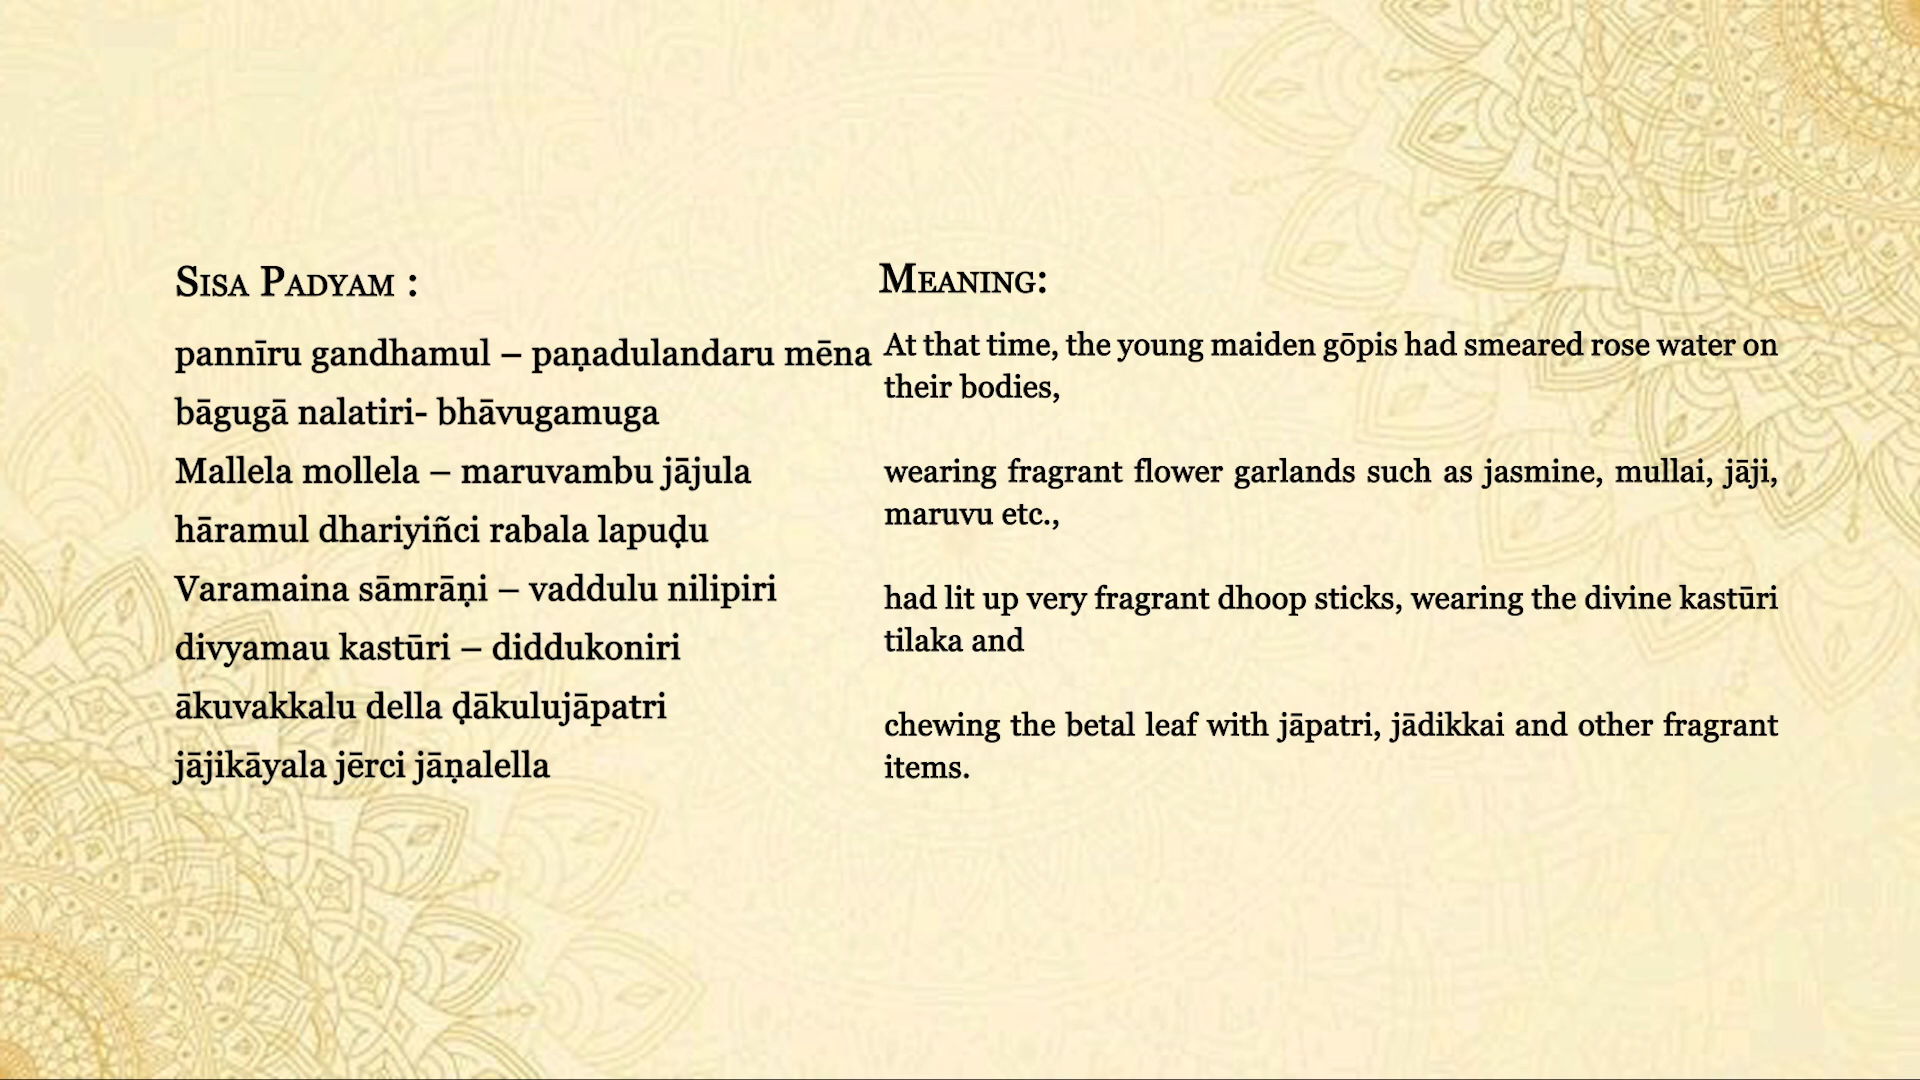 Sisa Padyam :
pannīru gandhamul – paṇadulandaru mēna
bāgugā nalatiri- bhāvugamuga
Mallela mollela – maruvambu jājula
hāramul dhariyiñci rabala lapuḍu
Varamaina sāmrāṇi – vaddulu nilipiri
divyamau kastūri – diddukoniri
ākuvakkalu della ḍākulujāpatri
jājikāyala jērci jāṇalella
Meaning:
At that time, the young maiden gōpis had smeared rose water on
their bodies,
wearing fragrant flower garlands such as jasmine, mullai, jāji,
maruvu etc.,
had lit up very fragrant dhoop sticks, wearing the divine kastūri
tilaka and
chewing the betal leaf with jāpatri, jādikkai and other fragrant
items.